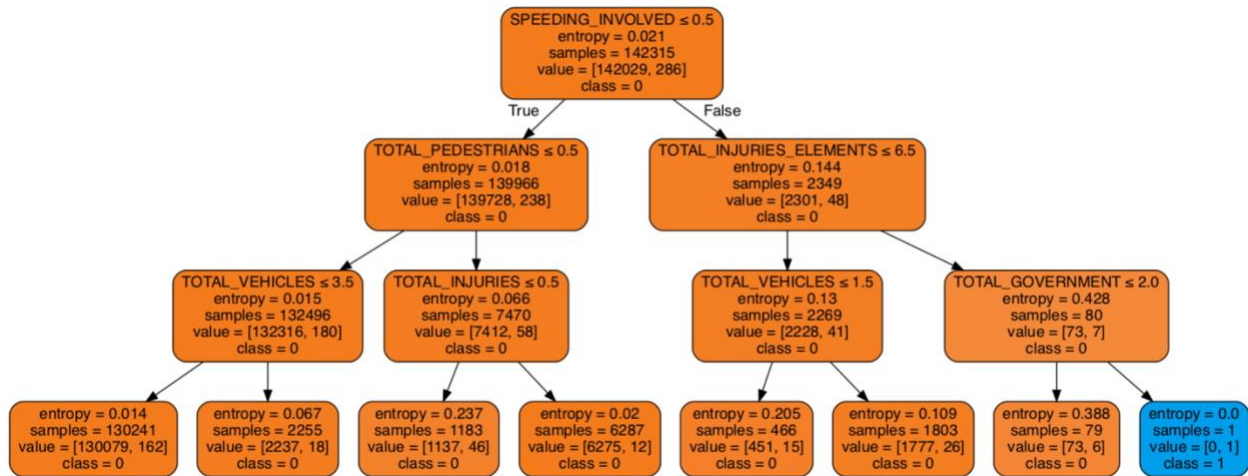 SPEEDING_INVOLVED ≤ 0.5
entropy = 0.021
samples = 142315
value = [142029, 286]
class = 0
True
False
TOTAL_PEDESTRIANS ≤ 0.5
entropy = 0.018
samples = 139966
value = [139728, 238]
class = 0
TOTAL_INJURIES_ELEMENTS ≤ 6.5
entropy = 0.144
samples = 2349
value = [2301, 48]
class = 0
TOTAL_VEHICLES ≤ 3.5
entropy = 0.015
samples = 132496
value = [132316, 180]
class = 0
TOTAL_INJURIES ≤ 0.5
entropy = 0.066
samples = 7470
value = [7412, 58]
class = 0
TOTAL_VEHICLES ≤ 1.5
entropy = 0.13
samples = 2269
value = [2228, 41]
class = 0
TOTAL_GOVERNMENT ≤ 2.0
entropy = 0.428
samples = 80
value = [73, 7]
class = 0
entropy = 0.014
samples = 130241
value = [130079, 162]
class = 0
entropy = 0.067
samples = 2255
value = [2237, 18]
class = 0
entropy = 0.237
samples = 1183
value = [1137, 46]
class = 0
entropy = 0.02
samples = 6287
value = [6275, 12]
class = 0
entropy = 0.205
samples = 466
value = [451, 15]
class = 0
entropy = 0.109
samples = 1803
value = [1777, 26]
class = 0
entropy = 0.388
samples = 79
value = [73, 6]
class = 0
entropy = 0.0
samples = 1
value = [0, 1]
class = 1